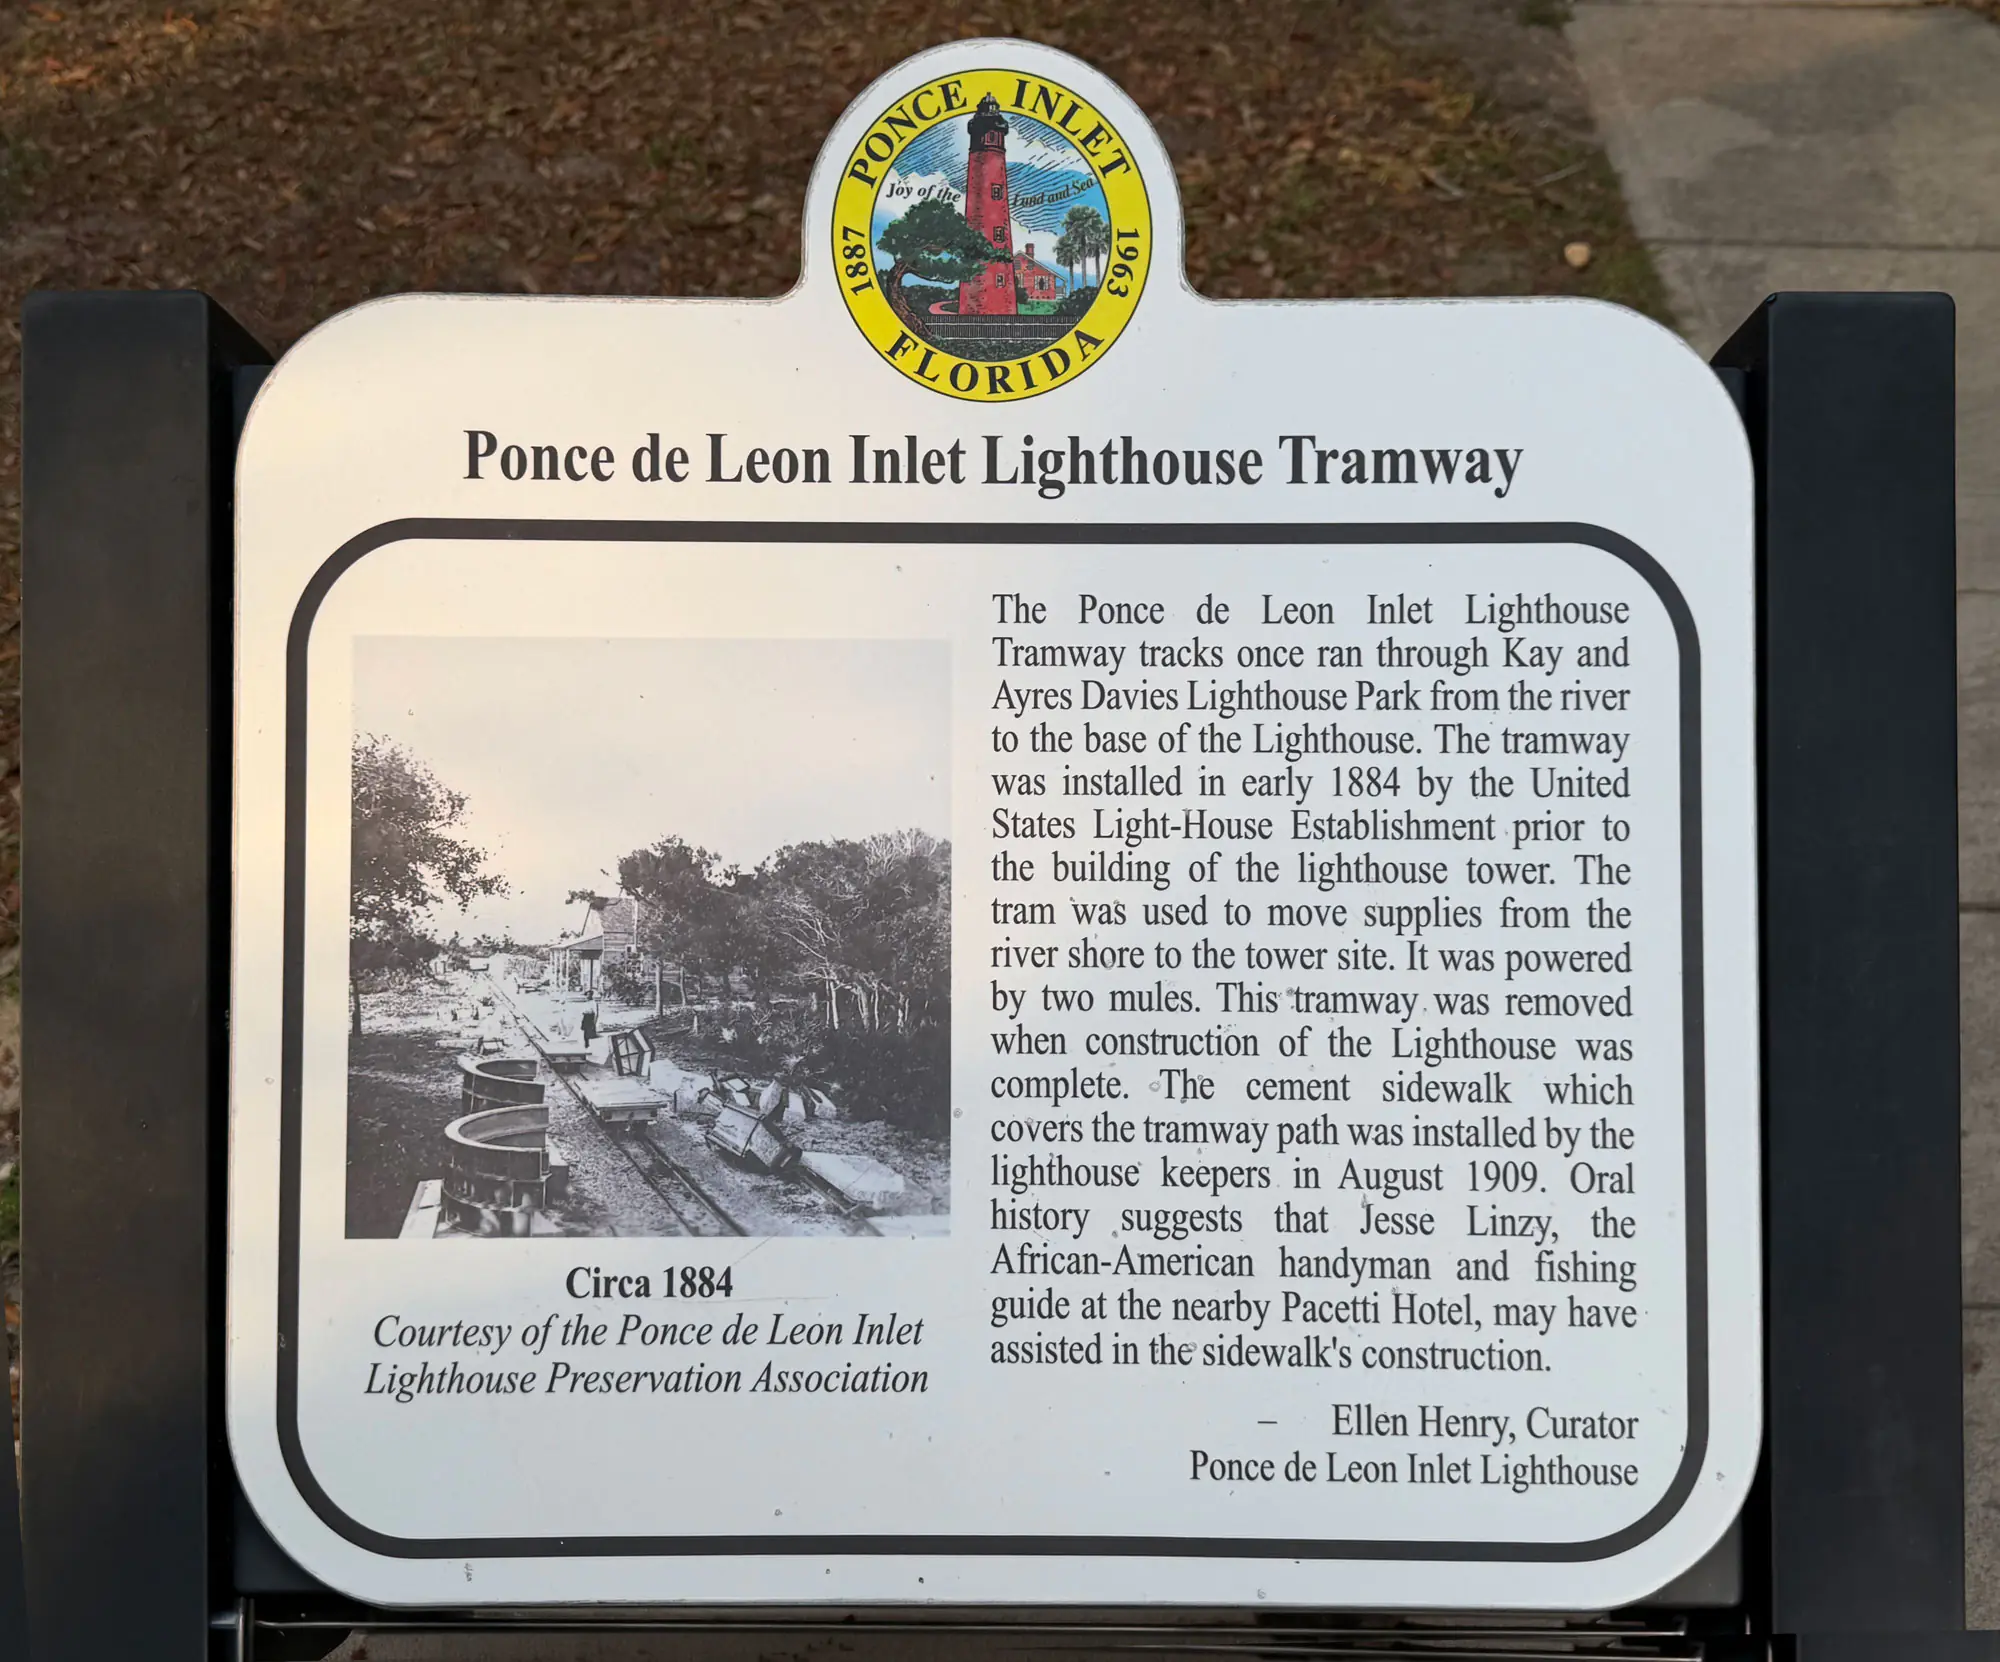 PONCE INLET
Joy of the Land and Sea
1887 1963
FLORIDA
Ponce de Leon Inlet Lighthouse Tramway
The Ponce de Leon Inlet Lighthouse
Tramway tracks once ran through Kay and
Ayres Davies Lighthouse Park from the river
to the base of the Lighthouse. The tramway
was installed in early 1884 by the United
States Light-House Establishment prior to
the building of the lighthouse tower. The
tram was used to move supplies from the
river shore to the tower site. It was powered
by two mules. This tramway was removed
when construction of the Lighthouse was
complete. The cement sidewalk which
covers the tramway path was installed by the
lighthouse keepers in August 1909. Oral
history suggests that Jesse Linzy, the
African-American handyman and fishing
guide at the nearby Pacetti Hotel, may have
assisted in the sidewalk's construction.
– Ellen Henry, Curator
Ponce de Leon Inlet Lighthouse
Circa 1884
Courtesy of the Ponce de Leon Inlet
Lighthouse Preservation Association